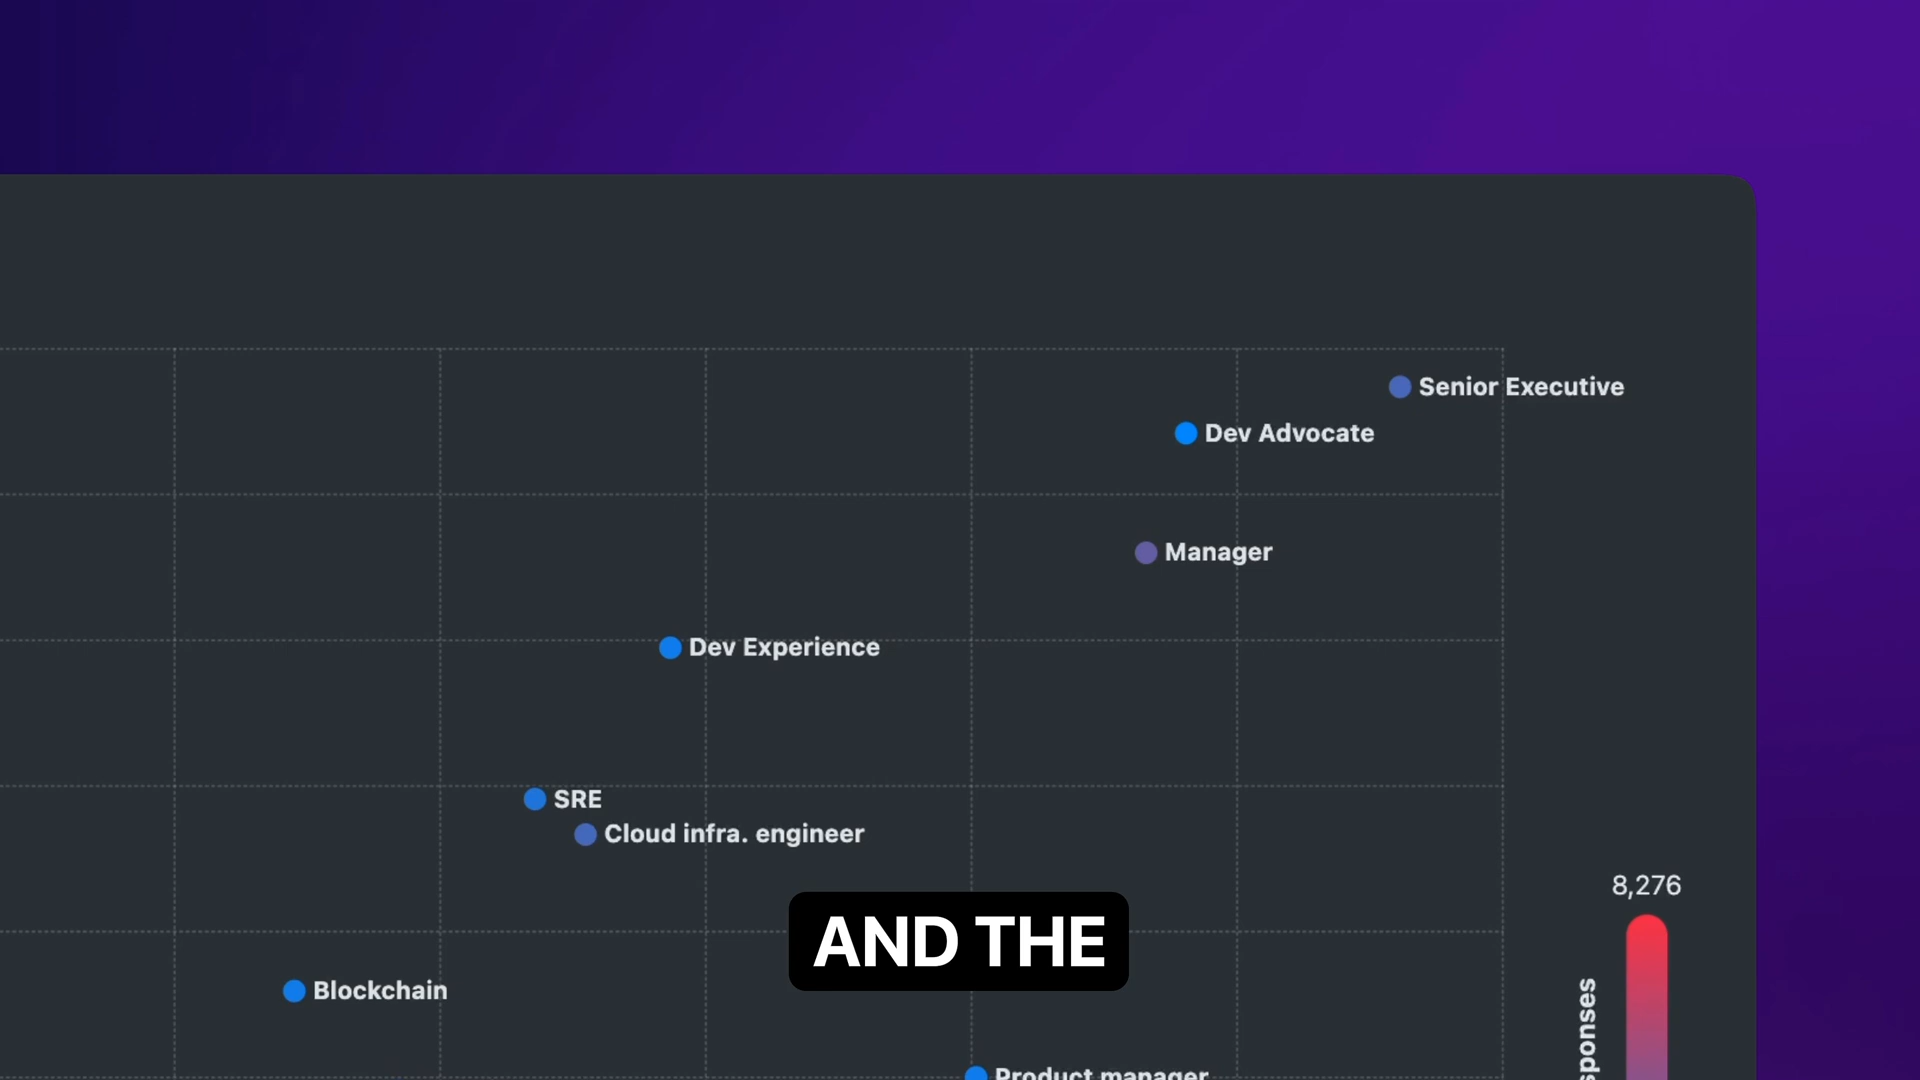 Senior Executive
Dev Advocate
Manager
Dev Experience
SRE
Cloud infra. engineer
8,276
AND THE
Blockchain
sponses
Product manager